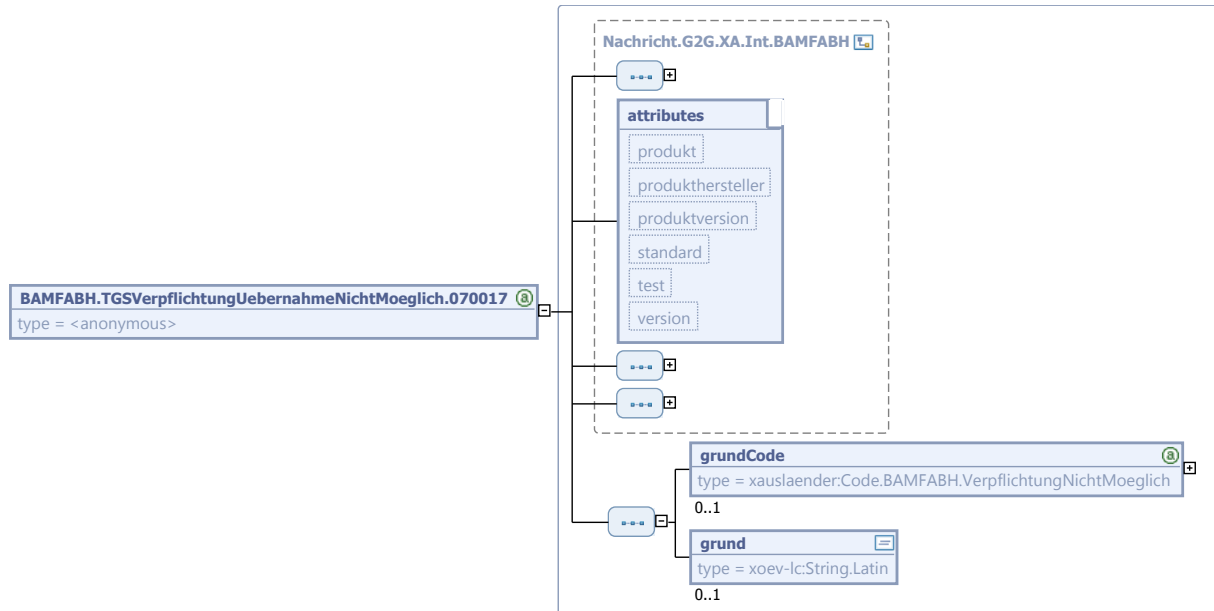 Nachricht.G2G.XA.Int.BAMFABH
attributes
produkt
produkthersteller
produktversion
standard
test
version
BAMFABH.TGSVerpflichtungUebernahmeNichtMoeglich.070017 a
type = <anonymous>
grundCode a
type = xauslaender:Code.BAMFABH.VerpflichtungNichtMoeglich
0..1
grund
type = xoev-lc:String.Latin
0..1